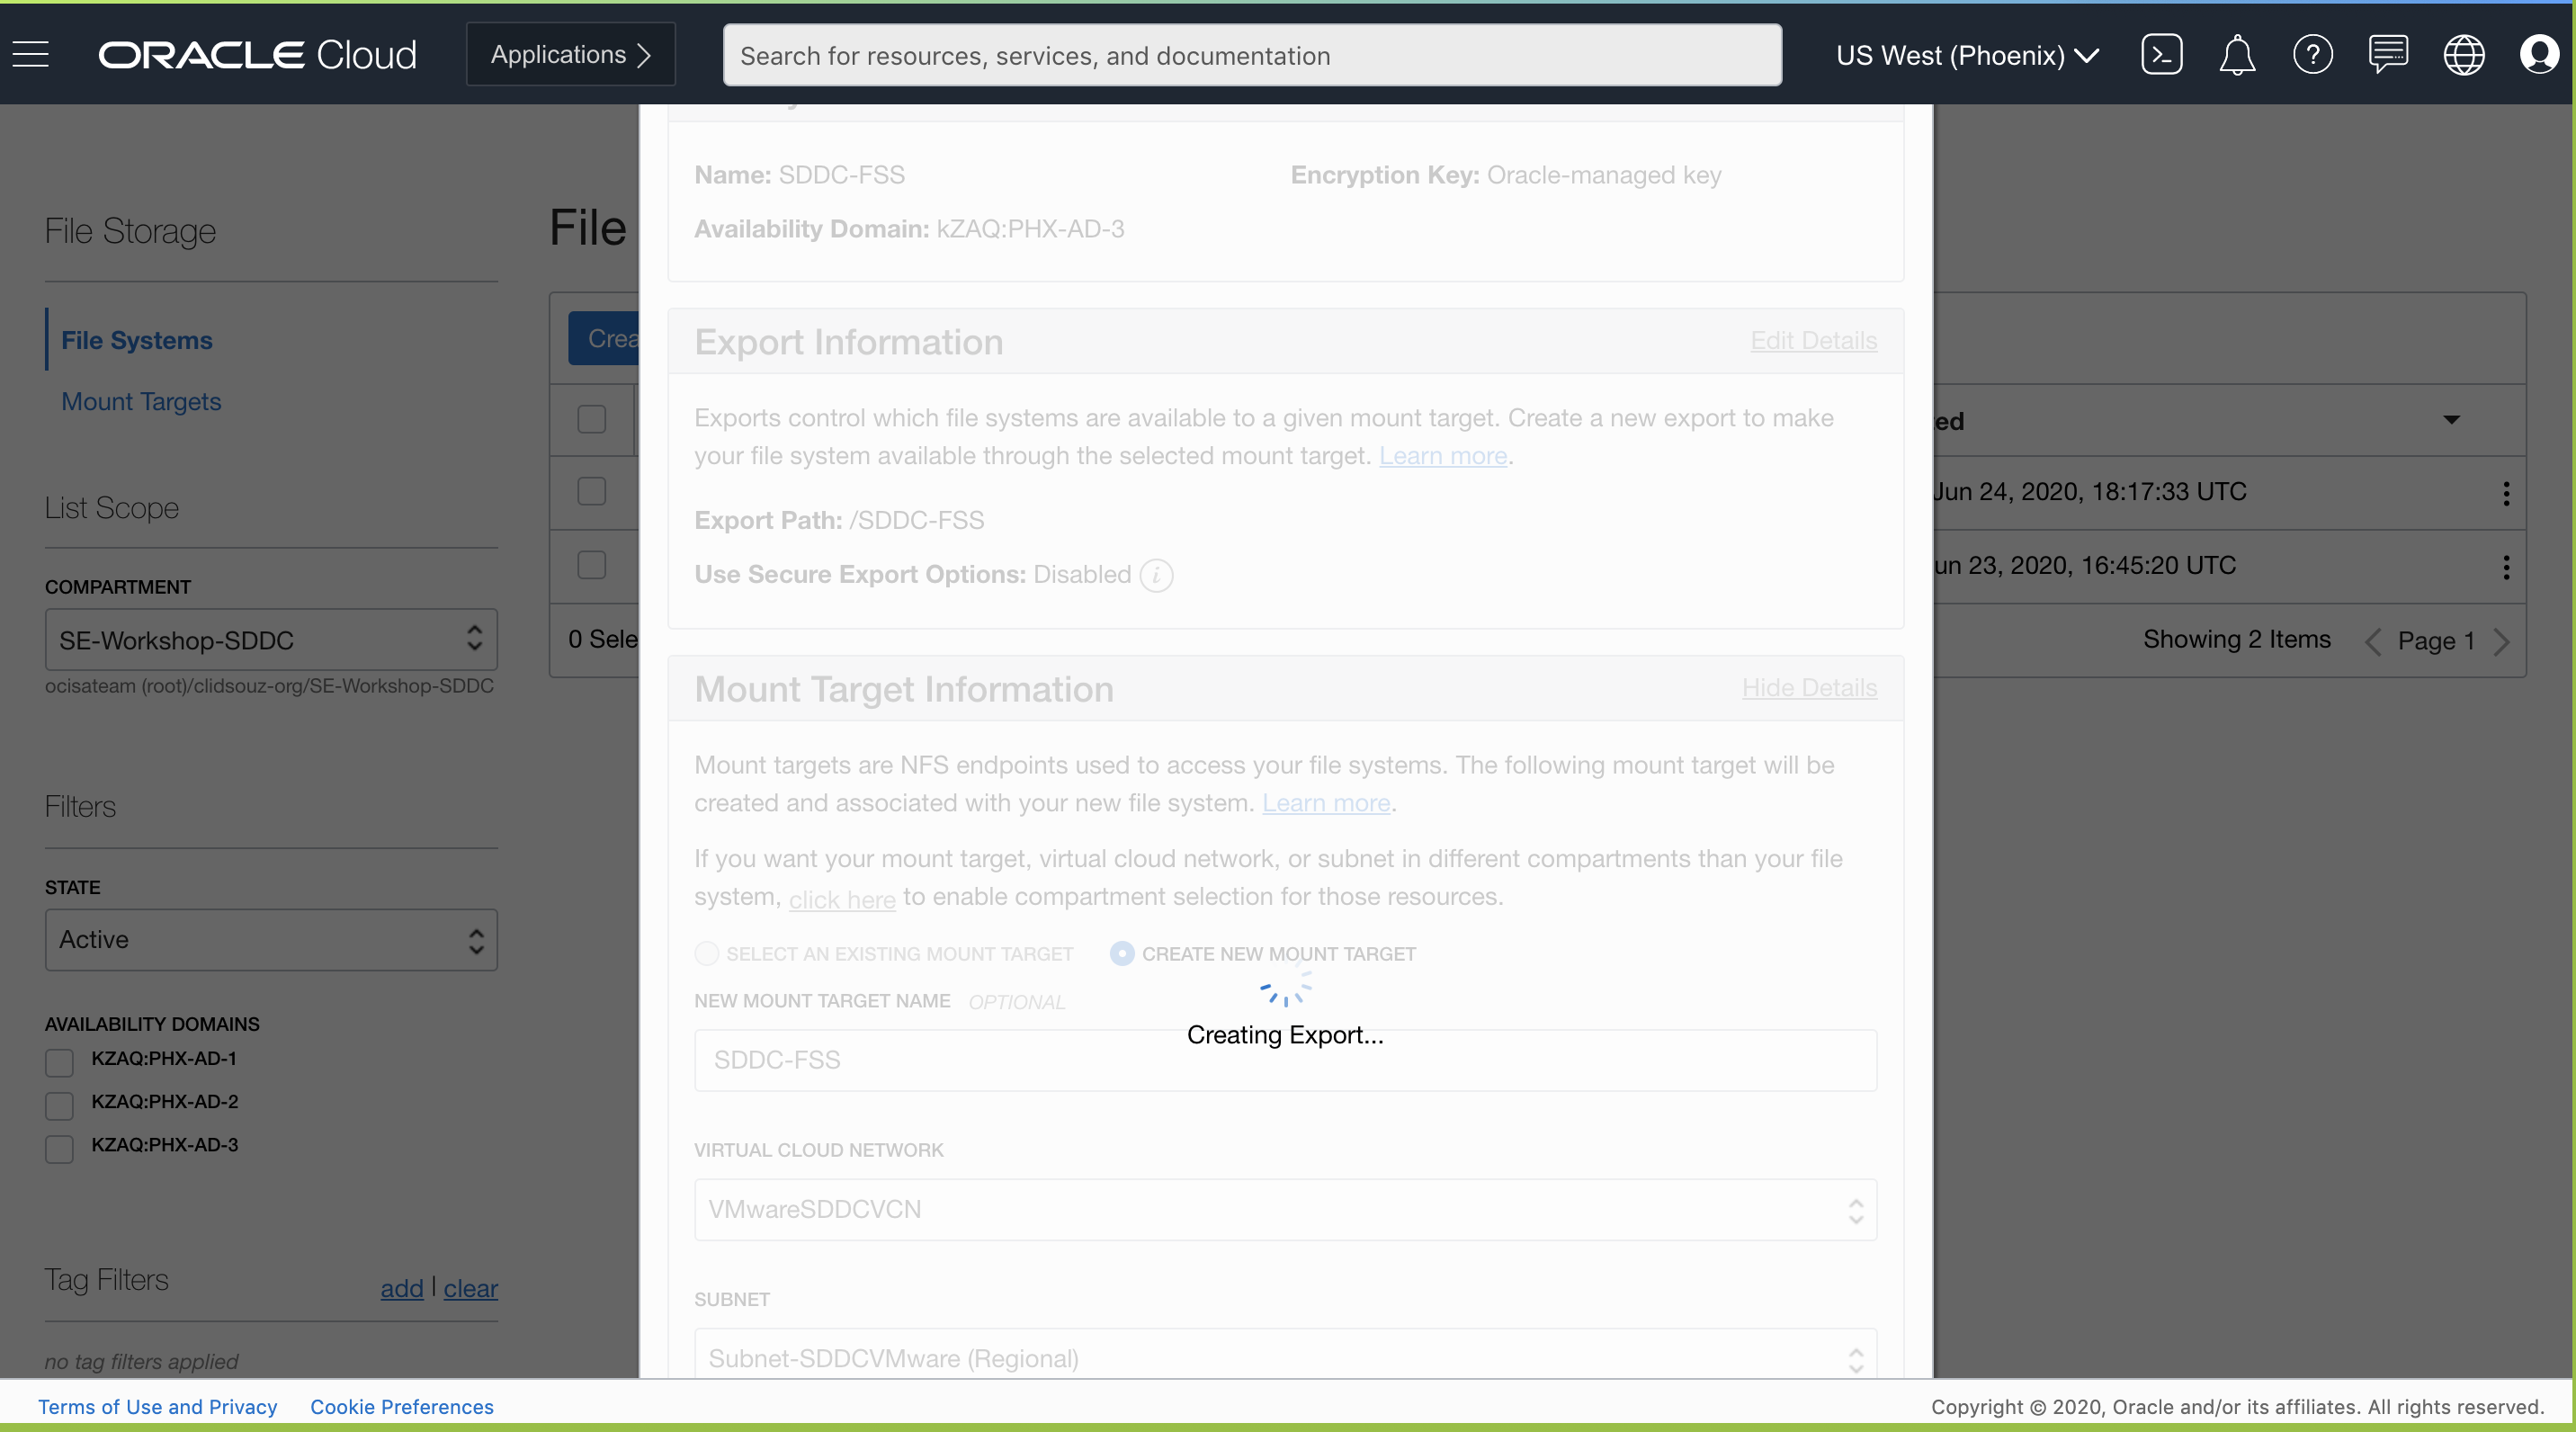 ORACLE Cloud
Applications
Search for resources, services, and documentation
US West (Phoenix)
File Storage
File Systems
Mount Targets
List Scope
COMPARTMENT
SE-Workshop-SDDC
ocisateam (root)/clidsouz-org/SE-Workshop-SDDC
Filters
STATE
Active
AVAILABILITY DOMAINS
KZAQ:PHX-AD-1
KZAQ:PHX-AD-2
KZAQ:PHX-AD-3
Tag Filters
add | clear
no tag filters applied
File
Crea
0 Sele
Name: SDDC-FSS
Encryption Key: Oracle-managed key
Availability Domain: kZAQ:PHX-AD-3
Export Information
Edit Details
Exports control which file systems are available to a given mount target. Create a new export to make
your file system available through the selected mount target. Learn more.
Export Path: /SDDC-FSS
Use Secure Export Options: Disabled i
Mount Target Information
Hide Details
Mount targets are NFS endpoints used to access your file systems. The following mount target will be
created and associated with your new file system. Learn more.
If you want your mount target, virtual cloud network, or subnet in different compartments than your file
system, click here to enable compartment selection for those resources.
SELECT AN EXISTING MOUNT TARGET
CREATE NEW MOUNT TARGET
NEW MOUNT TARGET NAME OPTIONAL
Creating Export...
SDDC-FSS
VIRTUAL CLOUD NETWORK
VMwareSDDCVCN
SUBNET
Subnet-SDDCVMware (Regional)
ed
Jun 24, 2020, 18:17:33 UTC
un 23, 2020, 16:45:20 UTC
Showing 2 Items
Page 1
Terms of Use and Privacy
Cookie Preferences
Copyright © 2020, Oracle and/or its affiliates. All rights reserved.